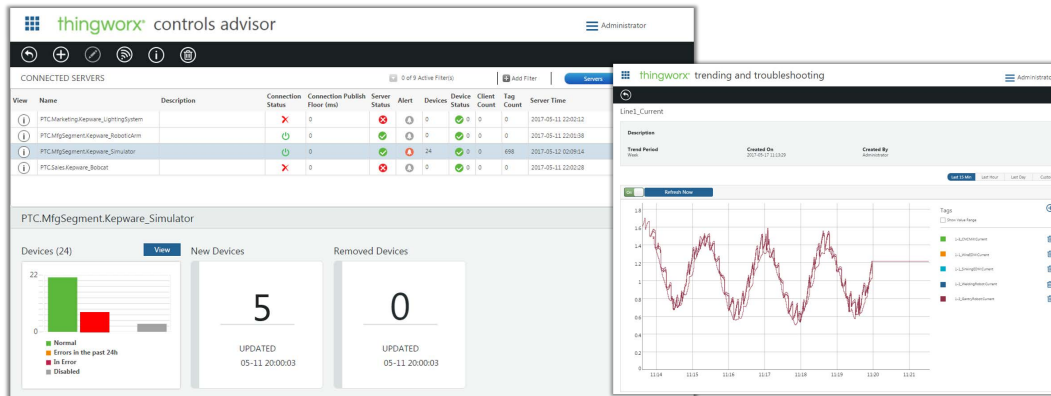 thingworx controls advisor
Administrator
CONNECTED SERVERS
0 of 9 Active Filter(s)
Add Filter
Servers
View Name Description Connection Status Connection Publish Floor (ms) Server Status Alert Devices Device Status Client Count Tag Count Server Time
PTC.Marketing.Kepware_LightingSystem 0 0 0 0 0 2017-05-11 22:02:12
PTC.MfgSegment.Kepware_RoboticArm 0 0 0 0 0 2017-05-11 22:01:38
PTC.MfgSegment.Kepware_Simulator 0 24 0 0 698 2017-05-12 02:09:14
PTC.Sales.Kepware_Bobcat 0 0 0 0 0 2017-05-11 22:02:28
PTC.MfgSegment.Kepware_Simulator
Devices (24)
View
22
0
Normal
Errors in the past 24h
In Error
Disabled
New Devices
5
UPDATED
05-11 20:00:03
Removed Devices
0
UPDATED
05-11 20:00:03
thingworx trending and troubleshooting
Administrato
Line1_Current
Description
Trend Period
Week
Created On
2017-05-17 11:13:29
Created By
Administrator
Last 15 Min Last Hour Last Day Custo
On
Refresh Now
1.8
1.6
1.4
1.2
1
0.8
0.6
0.4
0.2
0
11:14 11:15 11:16 11:17 11:18 11:19 11:20 11:21
Tags
Show Value Range